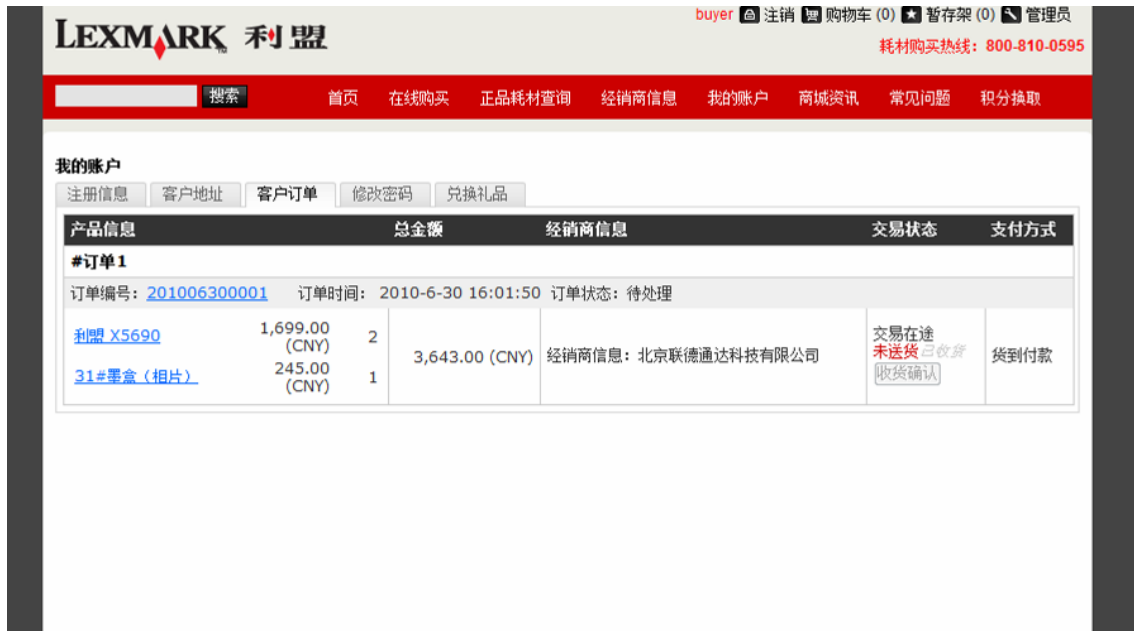 buyer 注销 购物车 (0) 暂存架 (0) 管理员
LEXMARK 利盟
耗材购买热线：800-810-0595
搜索 首页 在线购买 正品耗材查询 经销商信息 我的账户 商城资讯 常见问题 积分换取
我的账户
注册信息 客户地址 客户订单 修改密码 兑换礼品
产品信息 总金额 经销商信息 交易状态 支付方式
#订单1
订单编号：201006300001 订单时间： 2010-6-30 16:01:50 订单状态：待处理
利盟 X5690 1,699.00 (CNY) 2
31#墨盒（相片） 245.00 (CNY) 1
3,643.00 (CNY)
经销商信息：北京联德通达科技有限公司
交易在途
未送货 已收货
收货确认
货到付款